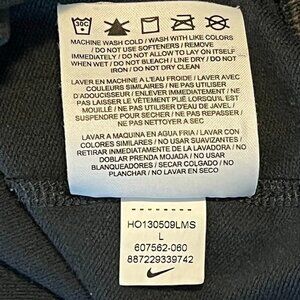 30C
MACHINE WASH COLD / WASH WITH LIKE COLORS
/ DO NOT USE SOFTENERS / REMOVE
IMMEDIATELY / DO NOT ALLOW TO LAY ON ITSELF
WHEN WET / DO NOT BLEACH / LINE DRY / DO NOT
IRON / DO NOT DRY CLEAN
LAVER EN MACHINE A L'EAU FROIDE / LAVER AVEC
COULEURS SIMILAIRES / NE PAS UTILISER
D'ADOUCISSEUR / ENLEVER IMMEDIATEMENT / NE
PAS LAISSER LE VÊTEMENT PLIÉ LORSQU'IL EST
MOUILLÉ / NE PAS UTILISER D'EAU DE JAVEL /
SUSPENDRE POUR SECHER / NE PAS REPASSER /
NE PAS NETTOYER A SEC
LAVAR A MAQUINA EN AGUA FRIA / LAVAR CON
COLORES SIMILARES / NO USAR SUAVIZANTES /
RETIRAR INMEDIATAMENTE DE LA LAVADORA / NO
DOBLAR PRENDA MOJADA / NO USAR
BLANQUEADORES / SECAR COLGADO / NO
PLANCHAR / NO LAVAR EN SECO
HO130509LMS
L
607562-060
887229339742